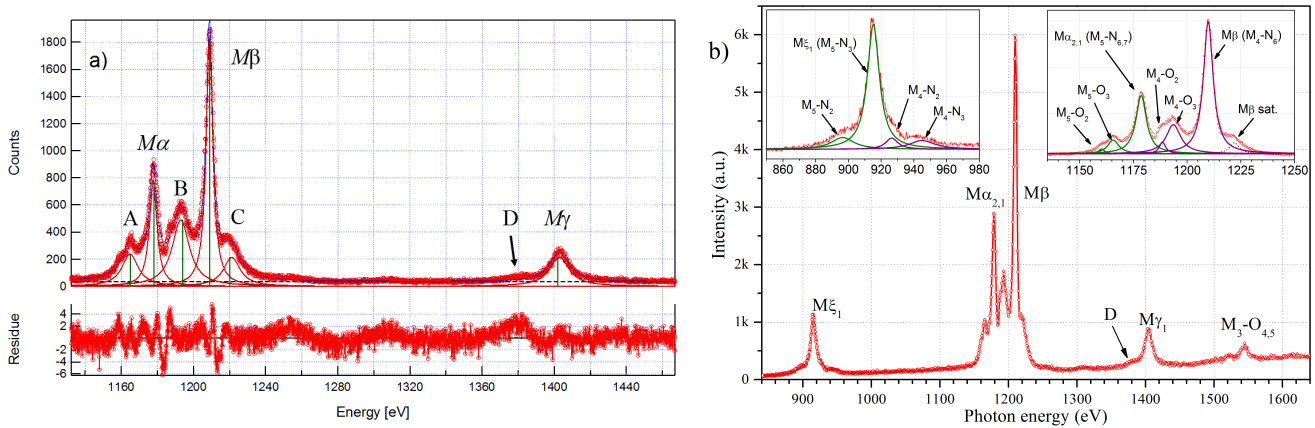 a)
Counts
1800
1600
1400
1200
1000
800
600
400
200
0
Mα
Mβ
A
B
C
D
Mγ
Residue
4
2
0
-2
-4
-6
1160
1200
1240
1280
1320
1360
1400
1440
Energy [eV]
b)
Intensity (a.u.)
6k
5k
4k
3k
2k
1k
0
Mξ1 (M5-N3)
M5-N2
M4-N2
M4-N3
860
880
900
920
940
960
980
Mα2,1 (M5-N6,7)
Mβ (M4-N6)
M4-O2
M5-O3
M4-O3
M5-O2
Mβ sat.
1150
1175
1200
1225
1250
Mα2,1
Mβ
Mξ1
D
Mγ1
M3-O4,5
900
1000
1100
1200
1300
1400
1500
1600
Photon energy (eV)